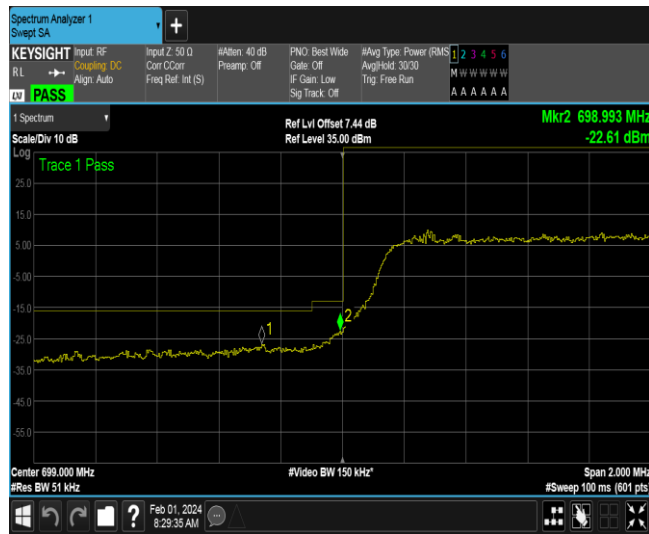 Spectrum Analyzer 1
Swept SA
+
KEYSIGHT
RL
LXI PASS
Input: RF
Coupling: DC
Align: Auto
Input Z: 50 Ω
Corr CCorr
Freq Ref: Int (S)
#Atten: 40 dB
Preamp: Off
PNO: Best Wide
Gate: Off
IF Gain: Low
Sig Track: Off
#Avg Type: Power (RMS
Avg|Hold: 30/30
Trig: Free Run
1 2 3 4 5 6
M W W W W W
A A A A A A
1 Spectrum
Scale/Div 10 dB
Ref Lvl Offset 7.44 dB
Ref Level 35.00 dBm
Mkr2 698.993 MHz
-22.61 dBm
Log
Trace 1 Pass
25.0
15.0
5.00
-5.00
-15.0
-25.0
-35.0
-45.0
-55.0
1
2
Center 699.000 MHz
#Res BW 51 kHz
#Video BW 150 kHz*
Span 2.000 MHz
#Sweep 100 ms (601 pts
?
Feb 01, 2024
8:29:35 AM